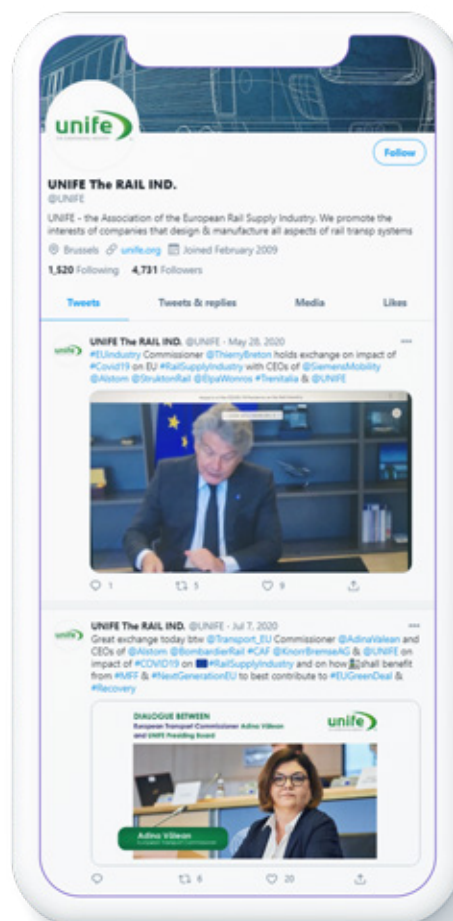 unife
Follow
UNIFE The RAIL IND.
@UNIFE
UNIFE - the Association of the European Rail Supply Industry. We promote the
interests of companies that design & manufacture all aspects of rail transp systems
Brussels unife.org Joined February 2009
1,520 Following 4,731 Followers
Tweets Tweets & replies Media Likes
unife
UNIFE The RAIL IND. @UNIFE - May 28, 2020
#EUindustry Commissioner @ThierryBreton holds exchange on impact of
#Covid19 on EU #RailSupplyIndustry with CEOs of @SiemensMobility
@Alstom @StruktonRail @ElpaWonros #Trenitalia & @UNIFE
1 5 9
unife
UNIFE The RAIL IND. @UNIFE - Jul 7, 2020
Great exchange today btw @Transport_EU Commissioner @AdinaValean and
CEOs of @Alstom @BombardierRail #CAF @KnorrBremseAG & @UNIFE on
impact of #COVID19 on #RailSupplyIndustry and on how shall benefit
from #MFF & #NextGenerationEU to best contribute to #EUGreenDeal &
#Recovery
DIALOGUE BETWEEN
European Transport Commissioner Adina Vălean
and UNIFE Presiding Board
unife
Adina Vălean
European Transport Commissioner
6 20